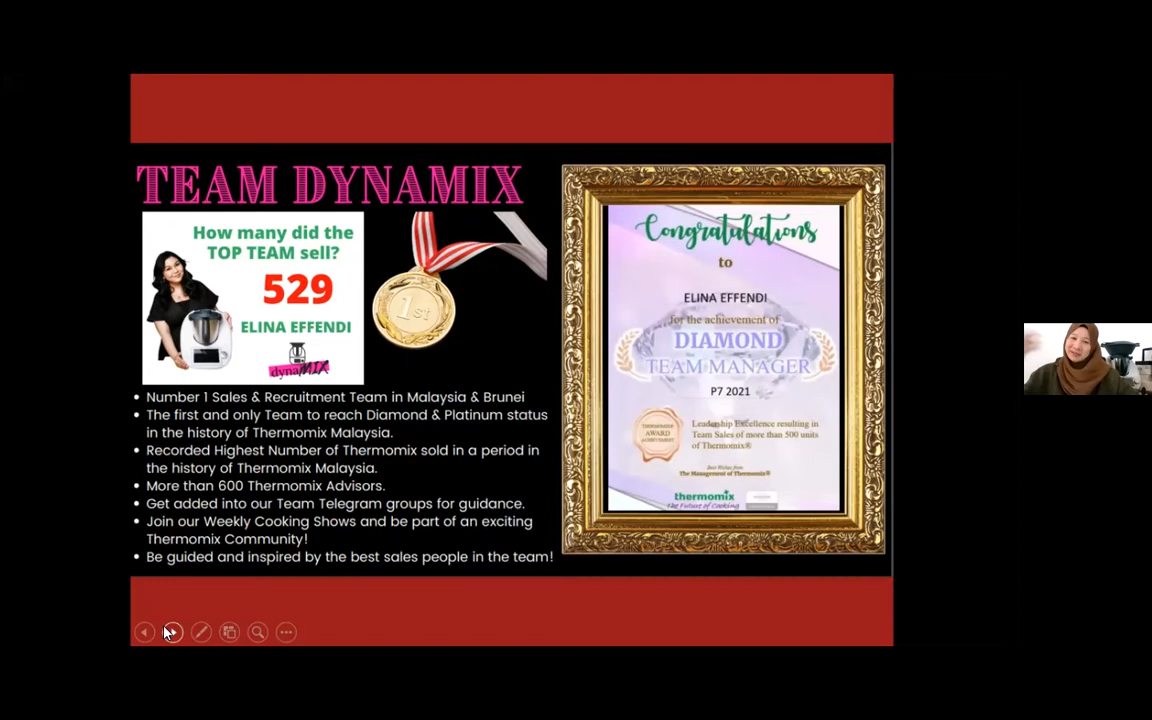 TEAM DYNAMIX
How many did the
TOP TEAM sell?
529
ELINA EFFENDI
dynaMIX
1st
Number 1 Sales & Recruitment Team in Malaysia & Brunei
The first and only Team to reach Diamond & Platinum status
in the history of Thermomix Malaysia.
Recorded Highest Number of Thermomix sold in a period in
the history of Thermomix Malaysia.
More than 600 Thermomix Advisors.
Get added into our Team Telegram groups for guidance.
Join our Weekly Cooking Shows and be part of an exciting
Thermomix Community!
Be guided and inspired by the best sales people in the team!
Congratulations
to
ELINA EFFENDI
for the achievement of
DIAMOND
TEAM MANAGER
P7 2021
THERMOMIX
AWARD
ACHIEVEMENT
Leadership Excellence resulting in
Team Sales of more than 500 units
of Thermomix®
Best Wishes from
The Management of Thermomix®
thermomix
The Future of Cooking